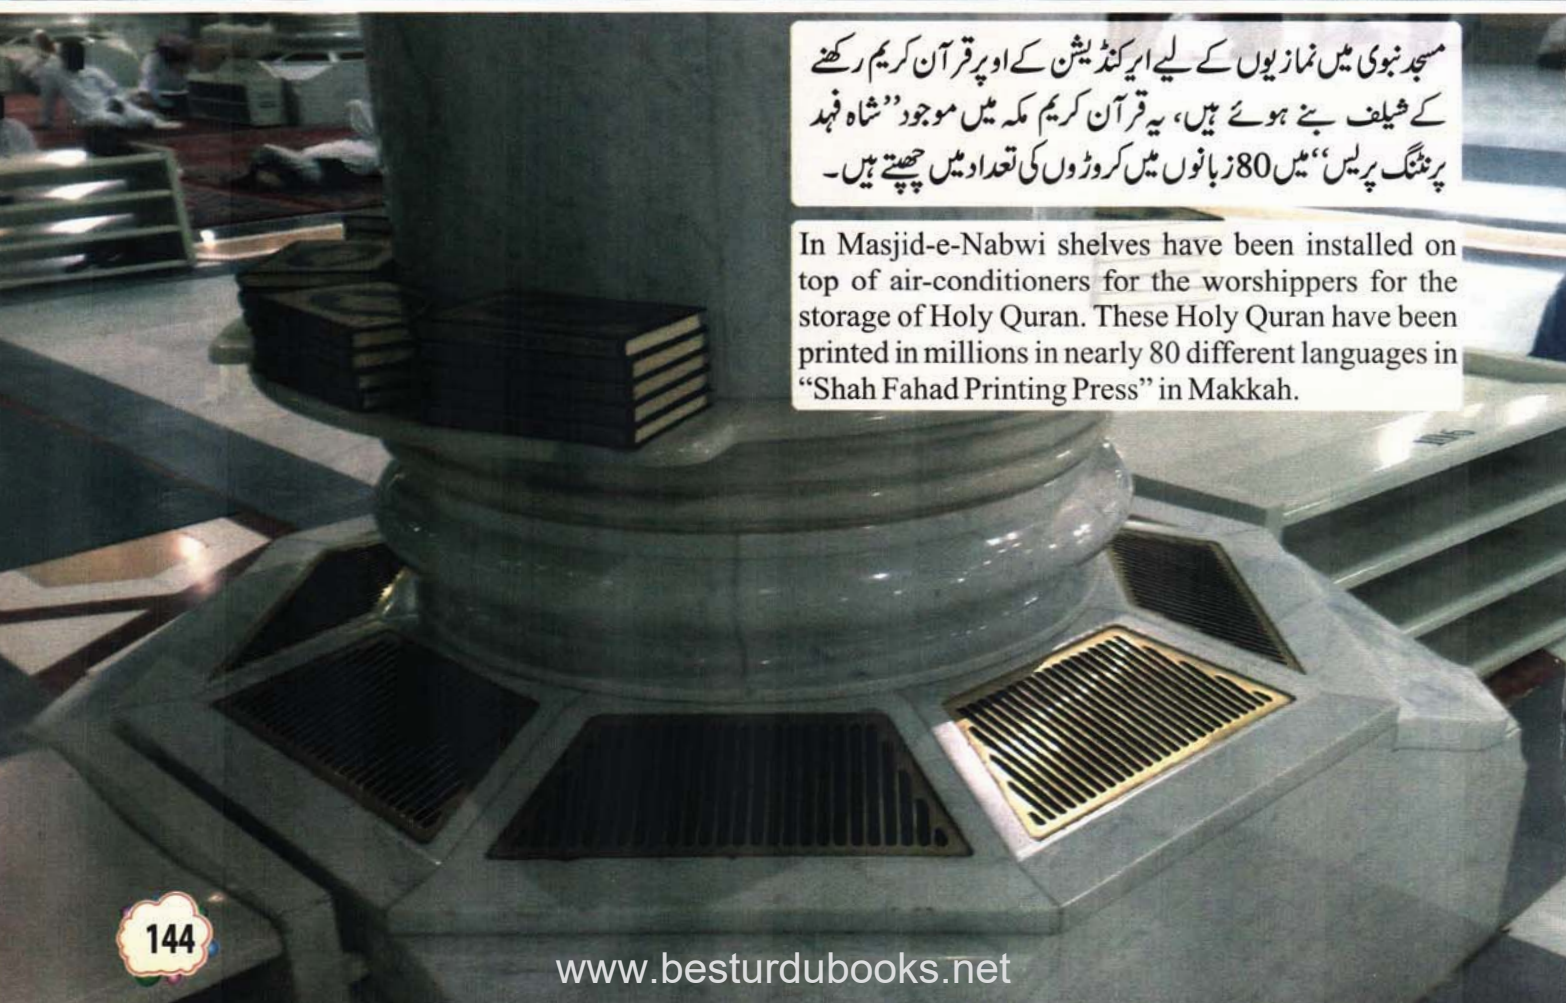 مسجد نبوی میں نمازیوں کے لیے ایر کنڈیشن کے اوپر قرآن کریم رکھنے
کے شیلف بنے ہوئے ہیں، یہ قرآن کریم مکہ میں موجود ”شاہ فہد
پرنٹنگ پریس“ میں 80 زبانوں میں کروڑوں کی تعداد میں چھپتے ہیں۔
In Masjid-e-Nabwi shelves have been installed on
top of air-conditioners for the worshippers for the
storage of Holy Quran. These Holy Quran have been
printed in millions in nearly 80 different languages in
“Shah Fahad Printing Press” in Makkah.
144
www.besturdubooks.net